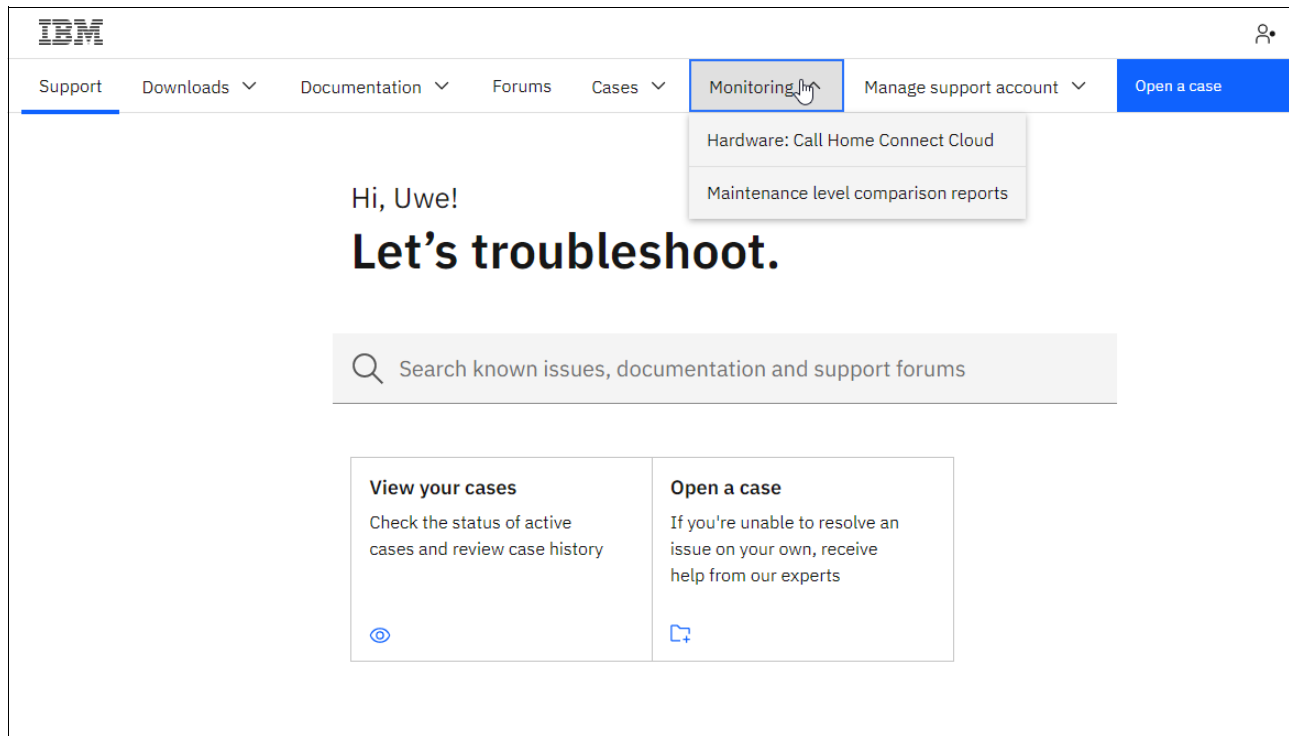 IBM
Support Downloads Documentation Forums Cases Monitoring Manage support account Open a case
Hardware: Call Home Connect Cloud
Maintenance level comparison reports
Hi, Uwe!
Let’s troubleshoot.
Search known issues, documentation and support forums
View your cases
Check the status of active
cases and review case history
Open a case
If you're unable to resolve an
issue on your own, receive
help from our experts